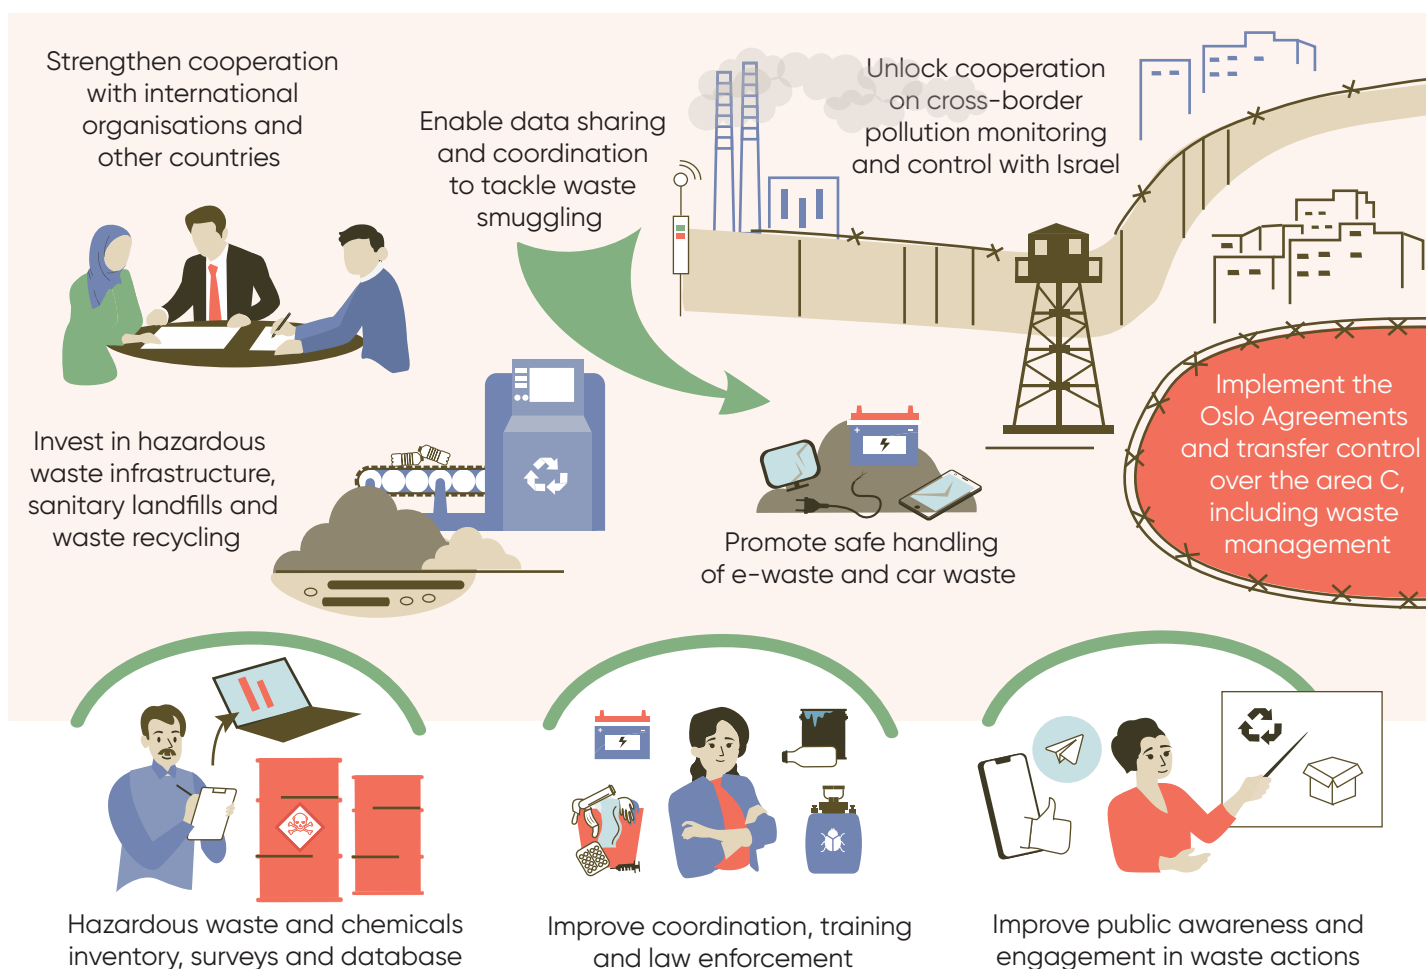 Strengthen cooperation
with international
organisations and
other countries
Enable data sharing
and coordination
to tackle waste
smuggling
Unlock cooperation
on cross-border
pollution monitoring
and control with Israel
Invest in hazardous
waste infrastructure,
sanitary landfills and
waste recycling
Promote safe handling
of e-waste and car waste
Implement the
Oslo Agreements
and transfer control
over the area C,
including waste
management
Hazardous waste and chemicals
inventory, surveys and database
Improve coordination, training
and law enforcement
Improve public awareness and
engagement in waste actions